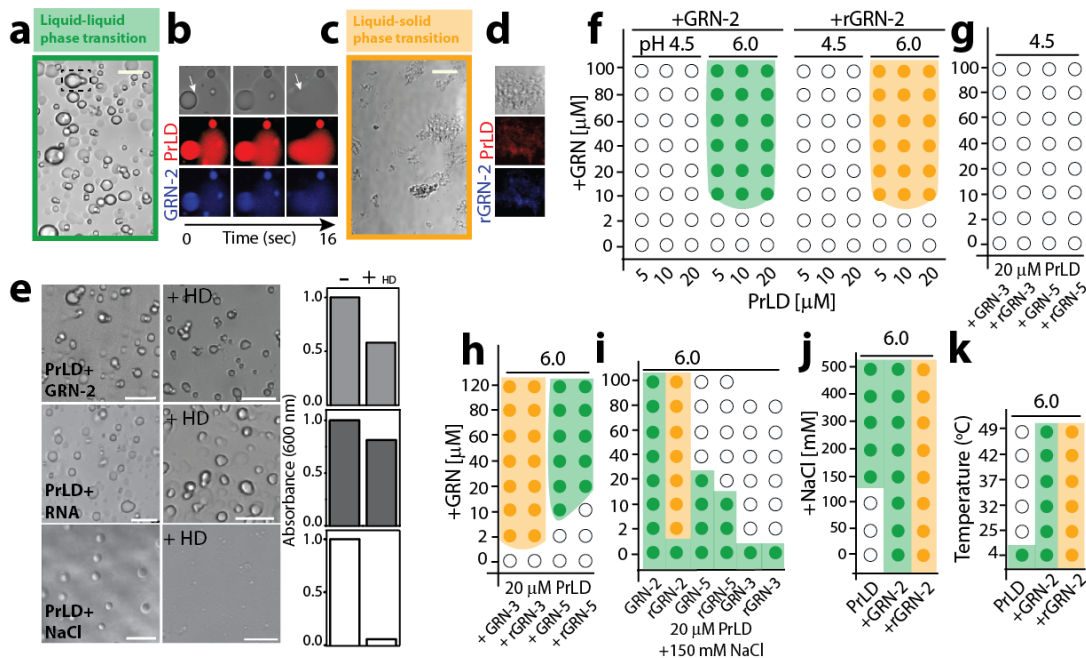 a
Liquid-liquid
phase transition
b
PrLD
GRN-2
0
Time (sec)
16
c
Liquid-solid
phase transition
d
PrLD
rGRN-2
e
PrLD+
GRN-2
+ HD
PrLD+
RNA
+ HD
PrLD+
NaCl
+ HD
Absorbance (600 nm)
− + HD
1.0
0.5
0.0
1.0
0.5
0.0
1.0
0.5
0.0
f
+GRN-2
+rGRN-2
pH 4.5
6.0
4.5
6.0
+GRN [μM]
100
80
60
40
20
10
2
0
5 10 20 5 10 20 5 10 20 5 10 20
PrLD [μM]
g
4.5
100
80
60
40
20
10
2
0
20 μM PrLD
+ GRN-3
+ rGRN-3
+ GRN-5
+ rGRN-5
h
6.0
+GRN [μM]
120
80
60
40
20
10
2
0
20 μM PrLD
+ GRN-3
+ rGRN-3
+ GRN-5
+ rGRN-5
i
6.0
100
80
60
40
20
10
2
0
GRN-2
rGRN-2
GRN-5
rGRN-5
GRN-3
rGRN-3
20 μM PrLD
+150 mM NaCl
j
6.0
+NaCl [mM]
500
400
300
150
100
50
0
PrLD
+GRN-2
+rGRN-2
k
6.0
Temperature (°C)
49
42
37
32
25
4
PrLD
+GRN-2
+rGRN-2